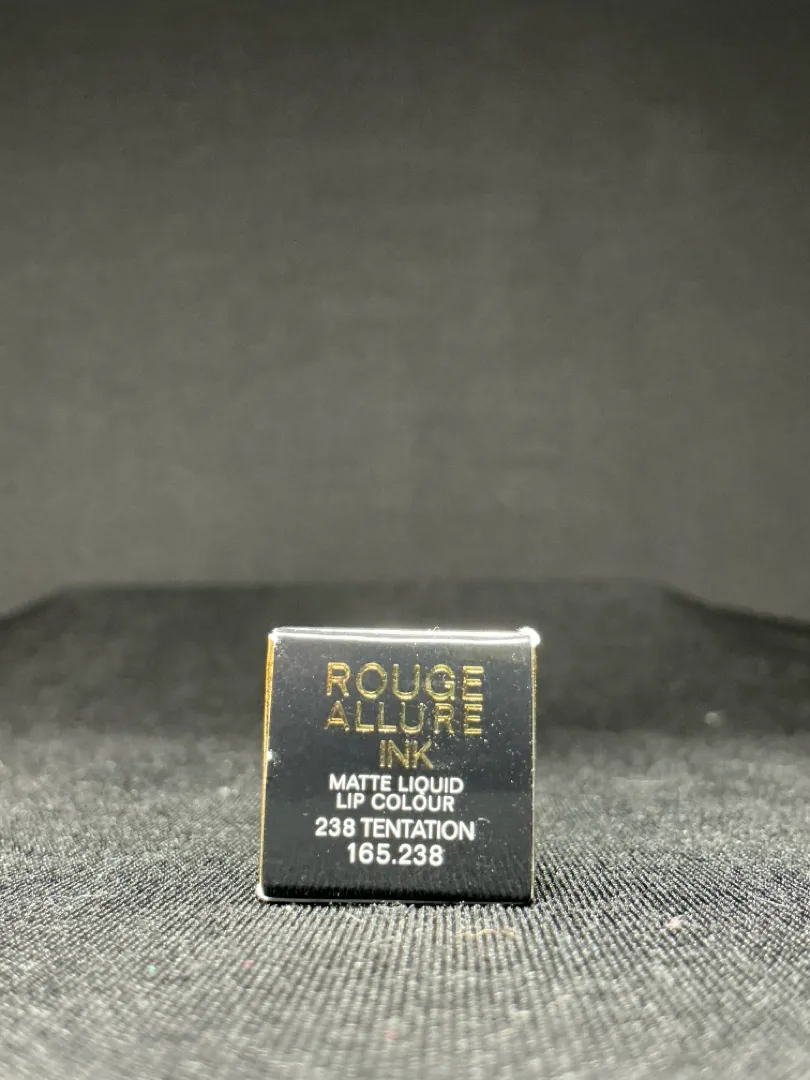 ROUGE
ALLURE
INK
MATTE LIQUID
LIP COLOUR
238 TENTATION
165.238